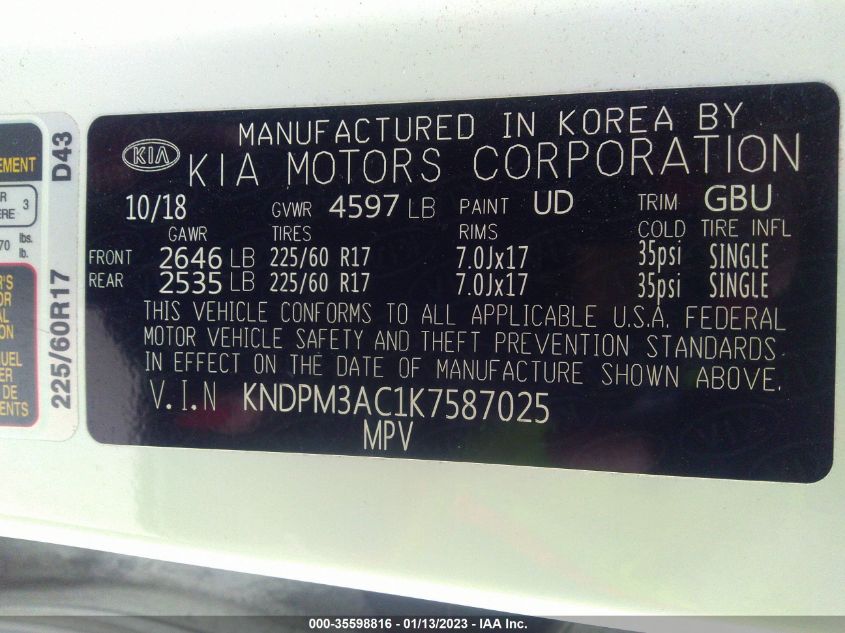 MANUFACTURED IN KOREA BY
KIA KIA MOTORS CORPORATION
10/18 GVWR 4597 LB PAINT UD TRIM GBU
GAWR TIRES RIMS COLD TIRE INFL
FRONT 2646 LB 225/60 R17 7.0Jx17 35psi SINGLE
REAR 2535 LB 225/60 R17 7.0Jx17 35psi SINGLE
THIS VEHICLE CONFORMS TO ALL APPLICABLE U.S.A. FEDERAL
MOTOR VEHICLE SAFETY AND THEFT PREVENTION STANDARDS
IN EFFECT ON THE DATE OF MANUFACTURE SHOWN ABOVE.
V.I.N KNDPM3AC1K7587025
MPV
D43
225/60R17
3
lbs.
lb.
DE
000-35598816 - 01/13/2023 - IAA Inc.